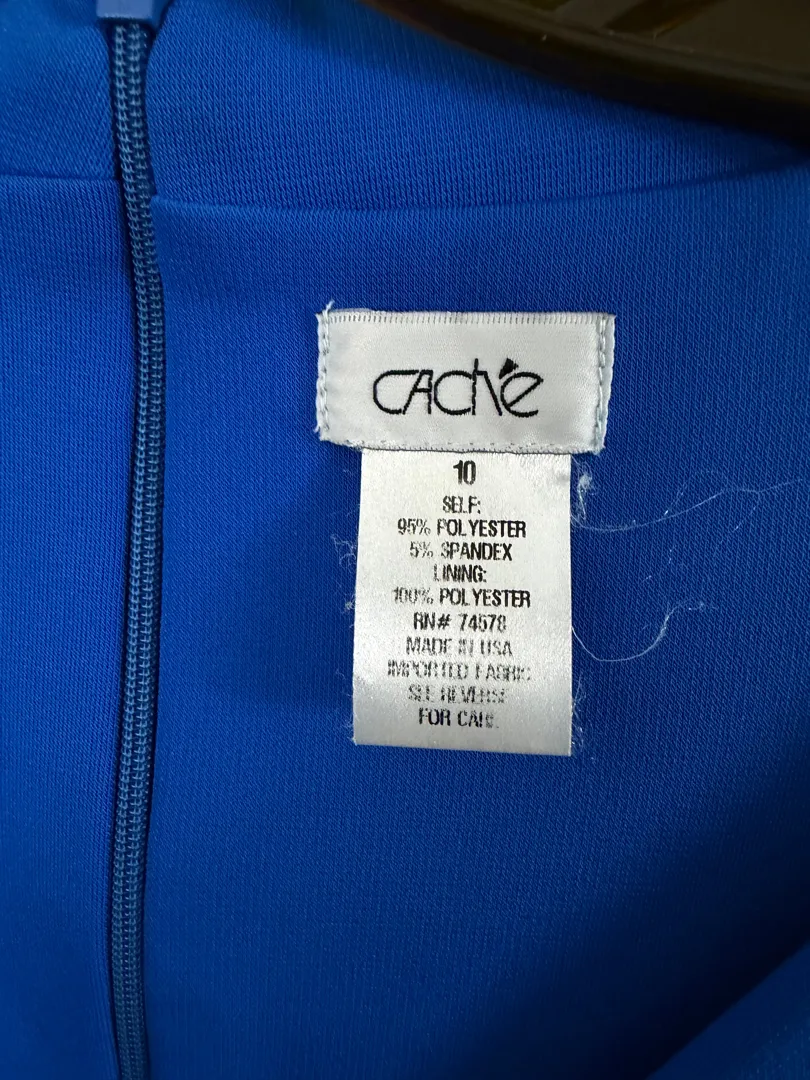 CACHÉ
10
SELF:
95% POLYESTER
5% SPANDEX
LINING:
100% POLYESTER
RN# 74578
MADE IN USA
IMPORTED FABRIC
SEE REVERSE
FOR CARE